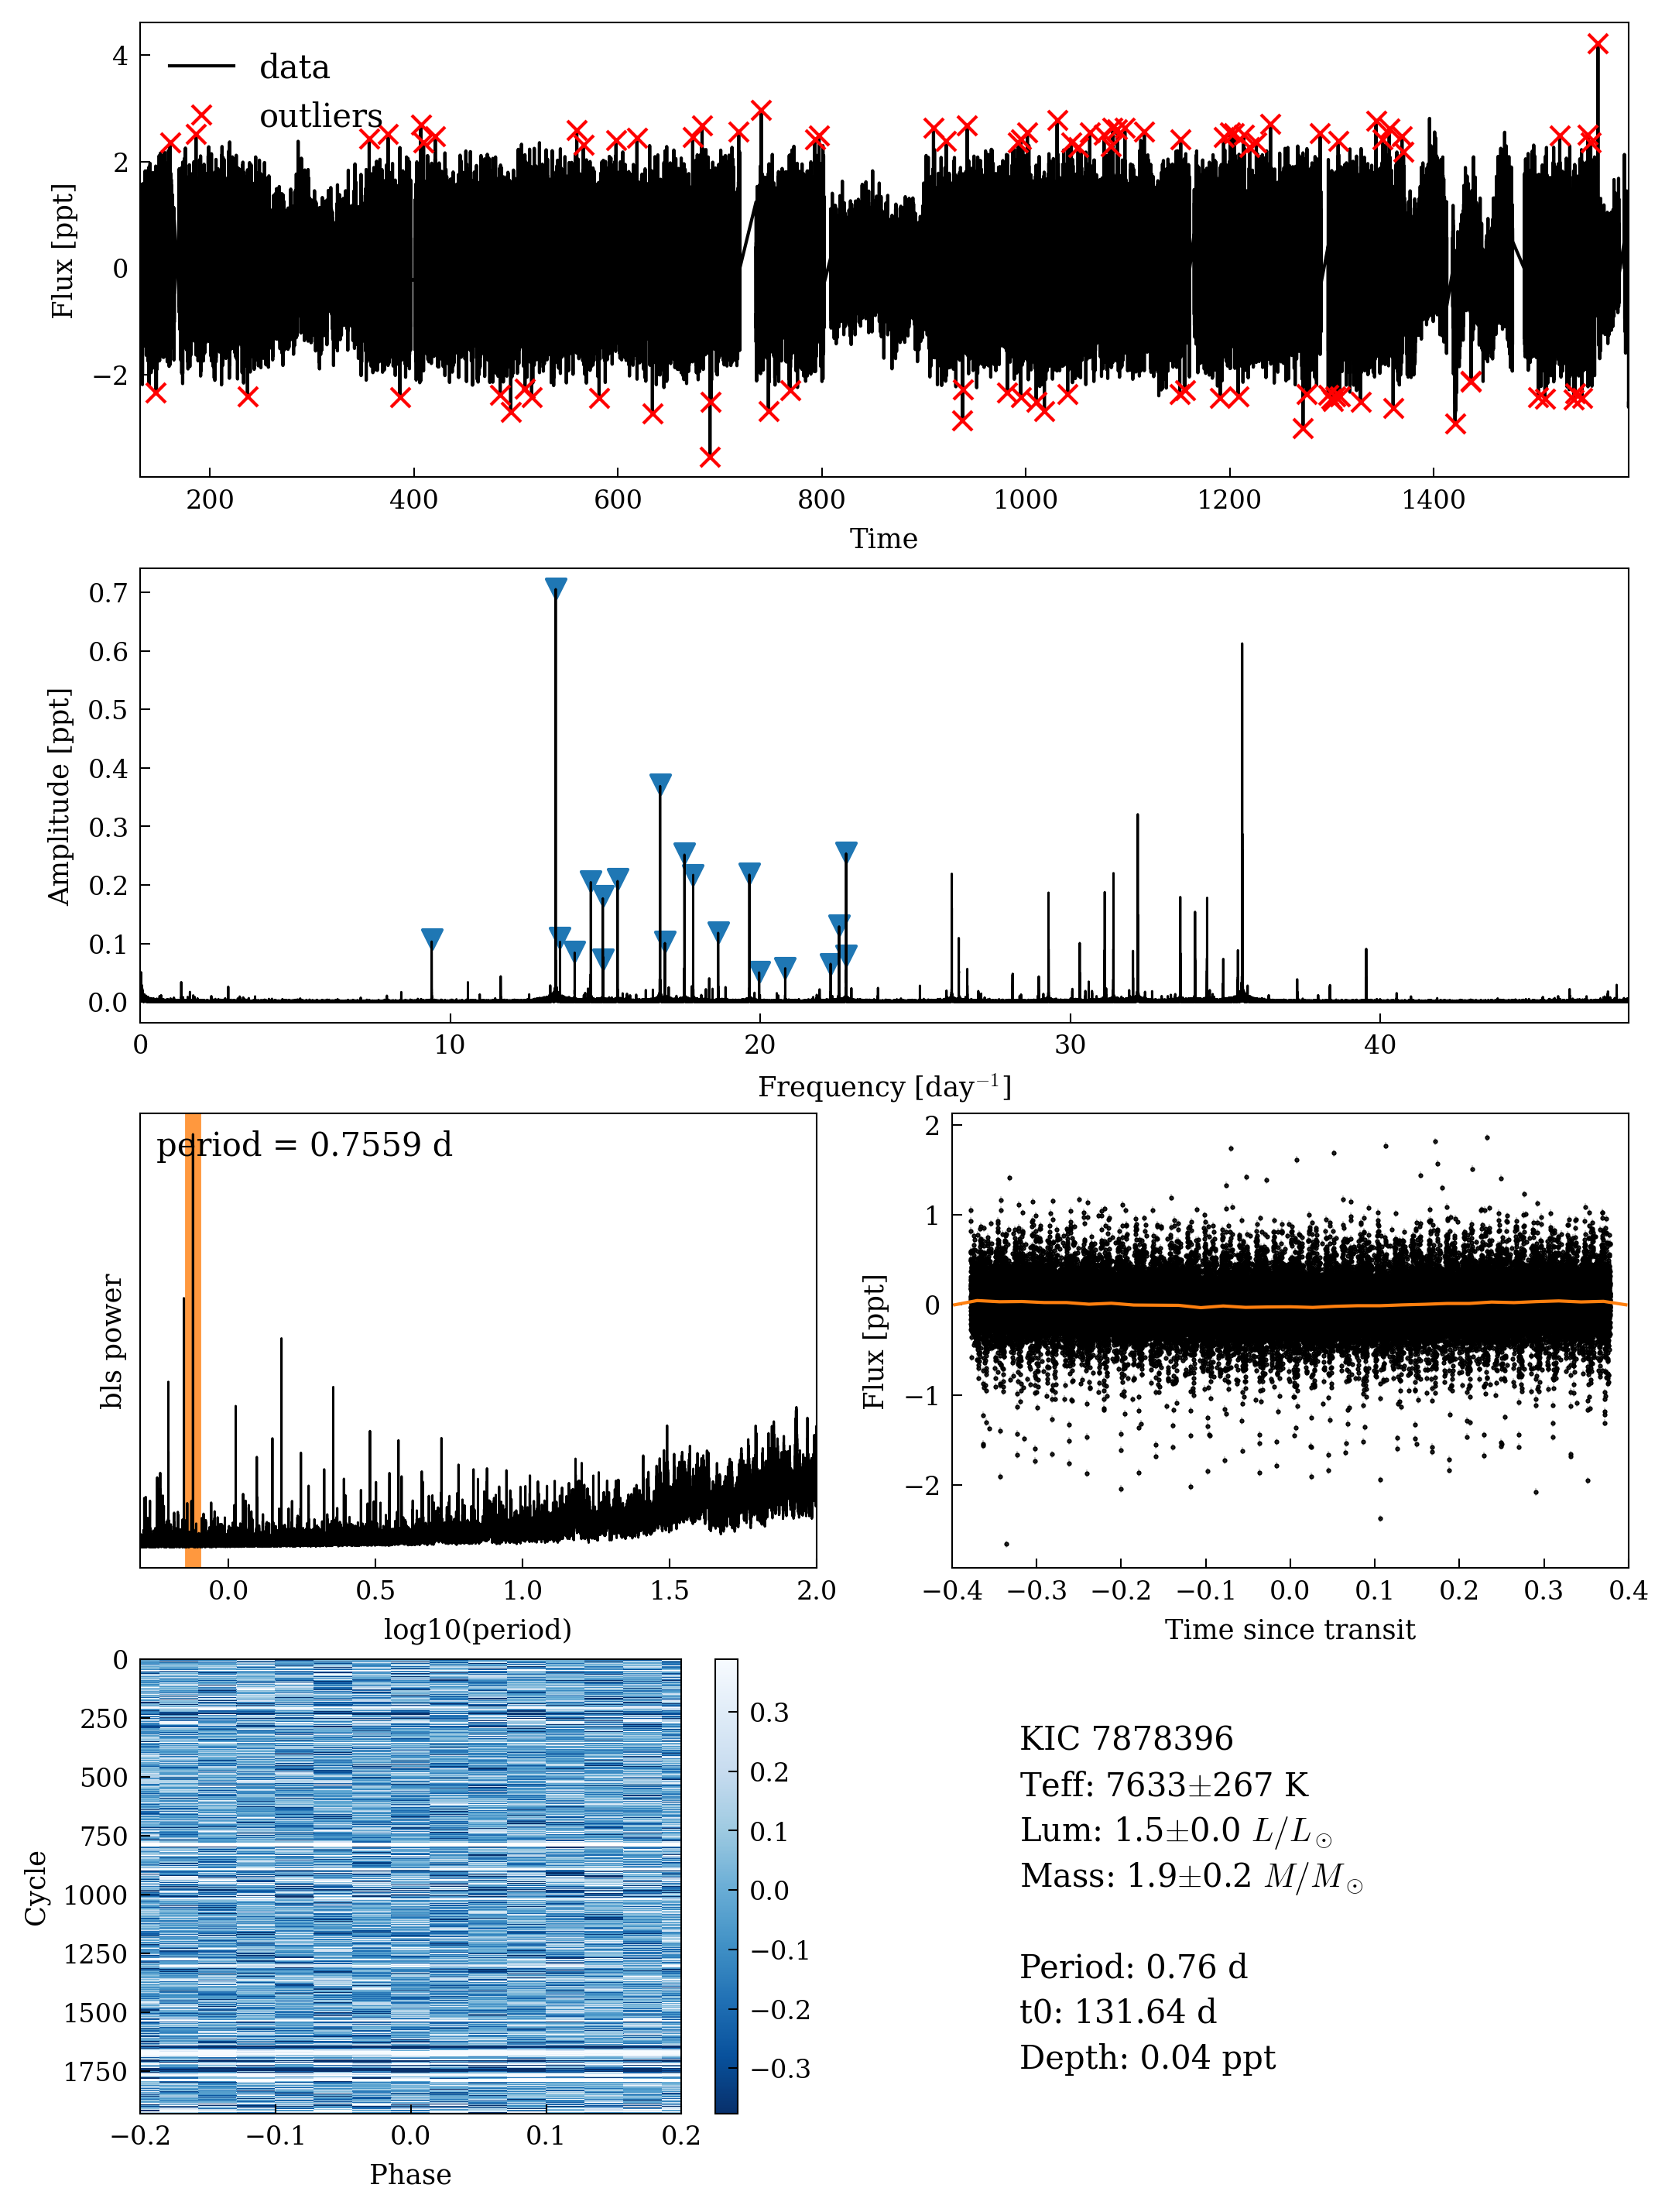 data
outliers
4
2
0
−2
Flux [ppt]
200 400 600 800 1000 1200 1400
Time
0.7
0.6
0.5
0.4
0.3
0.2
0.1
0.0
Amplitude [ppt]
0 10 20 30 40
Frequency [day⁻¹]
period = 0.7559 d
bls power
0.0 0.5 1.0 1.5 2.0
log10(period)
2
1
0
−1
−2
Flux [ppt]
−0.4 −0.3 −0.2 −0.1 0.0 0.1 0.2 0.3 0.4
Time since transit
0
250
500
750
1000
1250
1500
1750
Cycle
−0.2 −0.1 0.0 0.1 0.2
Phase
0.3
0.2
0.1
0.0
−0.1
−0.2
−0.3
KIC 7878396
Teff: 7633±267 K
Lum: 1.5±0.0 L/L☉
Mass: 1.9±0.2 M/M☉
Period: 0.76 d
t0: 131.64 d
Depth: 0.04 ppt